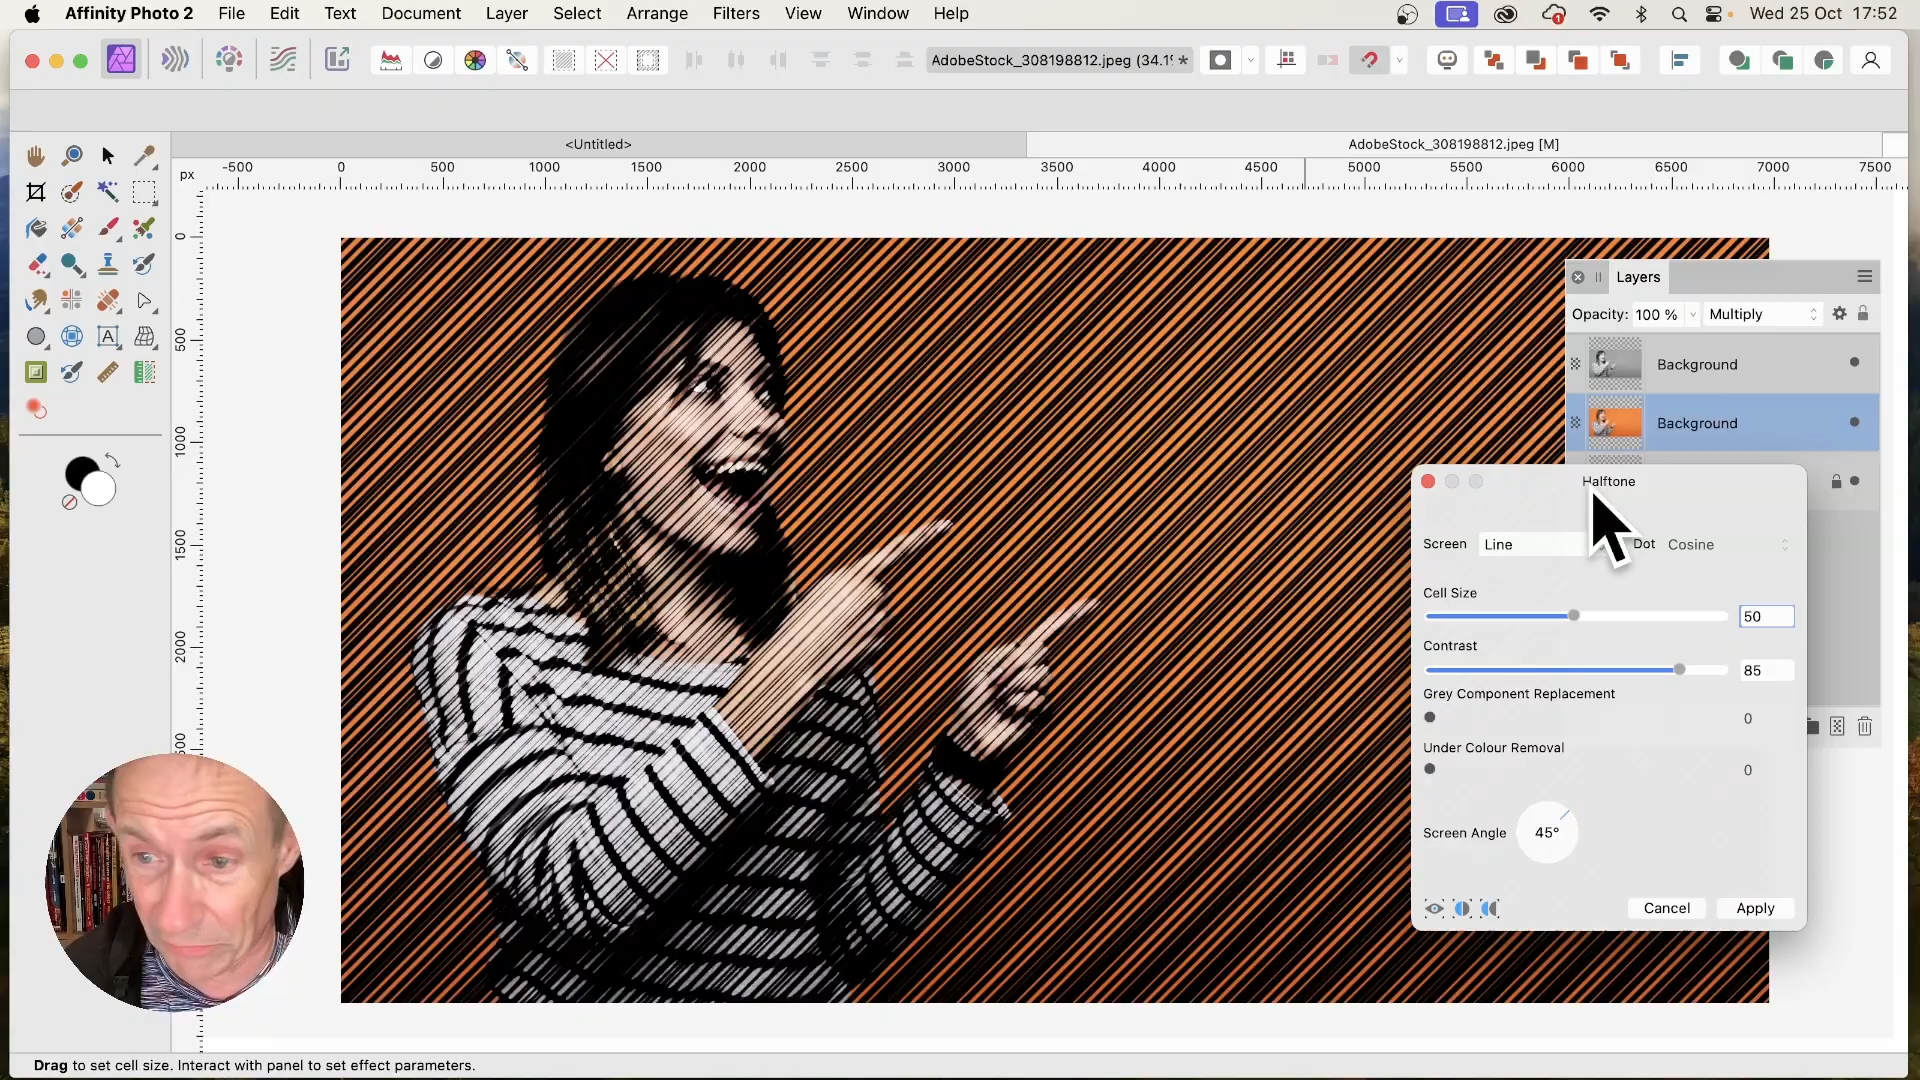 Affinity Photo 2 File Edit Text Document Layer Select Arrange Filters View Window Help Wed 25 Oct 17:52
AdobeStock_308198812.jpeg (34.1% *
<Untitled> AdobeStock_308198812.jpeg [M]
px -500 0 500 1000 1500 2000 2500 3000 3500 4000 4500 5000 5500 6000 6500 7000 7500
0
500
1000
1500
2000
Layers
Opacity: 100 % Multiply
Background
Background
Halftone
Screen Line Dot Cosine
Cell Size
50
Contrast
85
Grey Component Replacement
0
Under Colour Removal
0
Screen Angle 45°
Cancel Apply
Drag to set cell size. Interact with panel to set effect parameters.